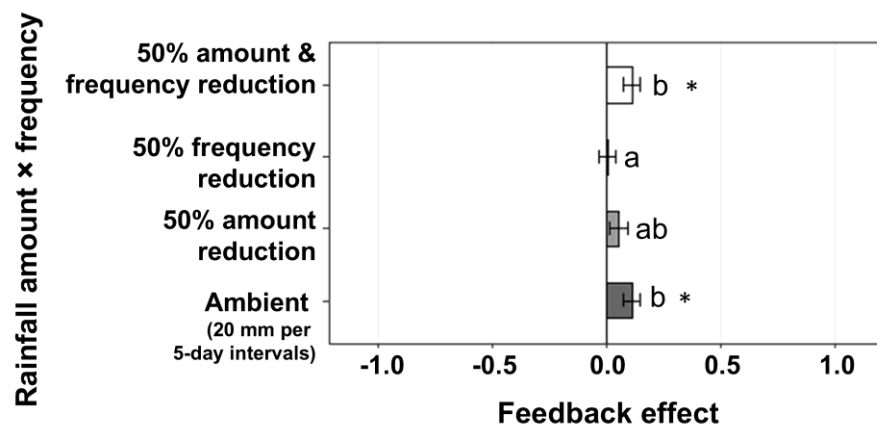 Rainfall amount × frequency
50% amount &
frequency reduction
b *
50% frequency
reduction
a
50% amount
reduction
ab
Ambient
(20 mm per
5-day intervals)
b *
-1.0 -0.5 0.0 0.5 1.0
Feedback effect